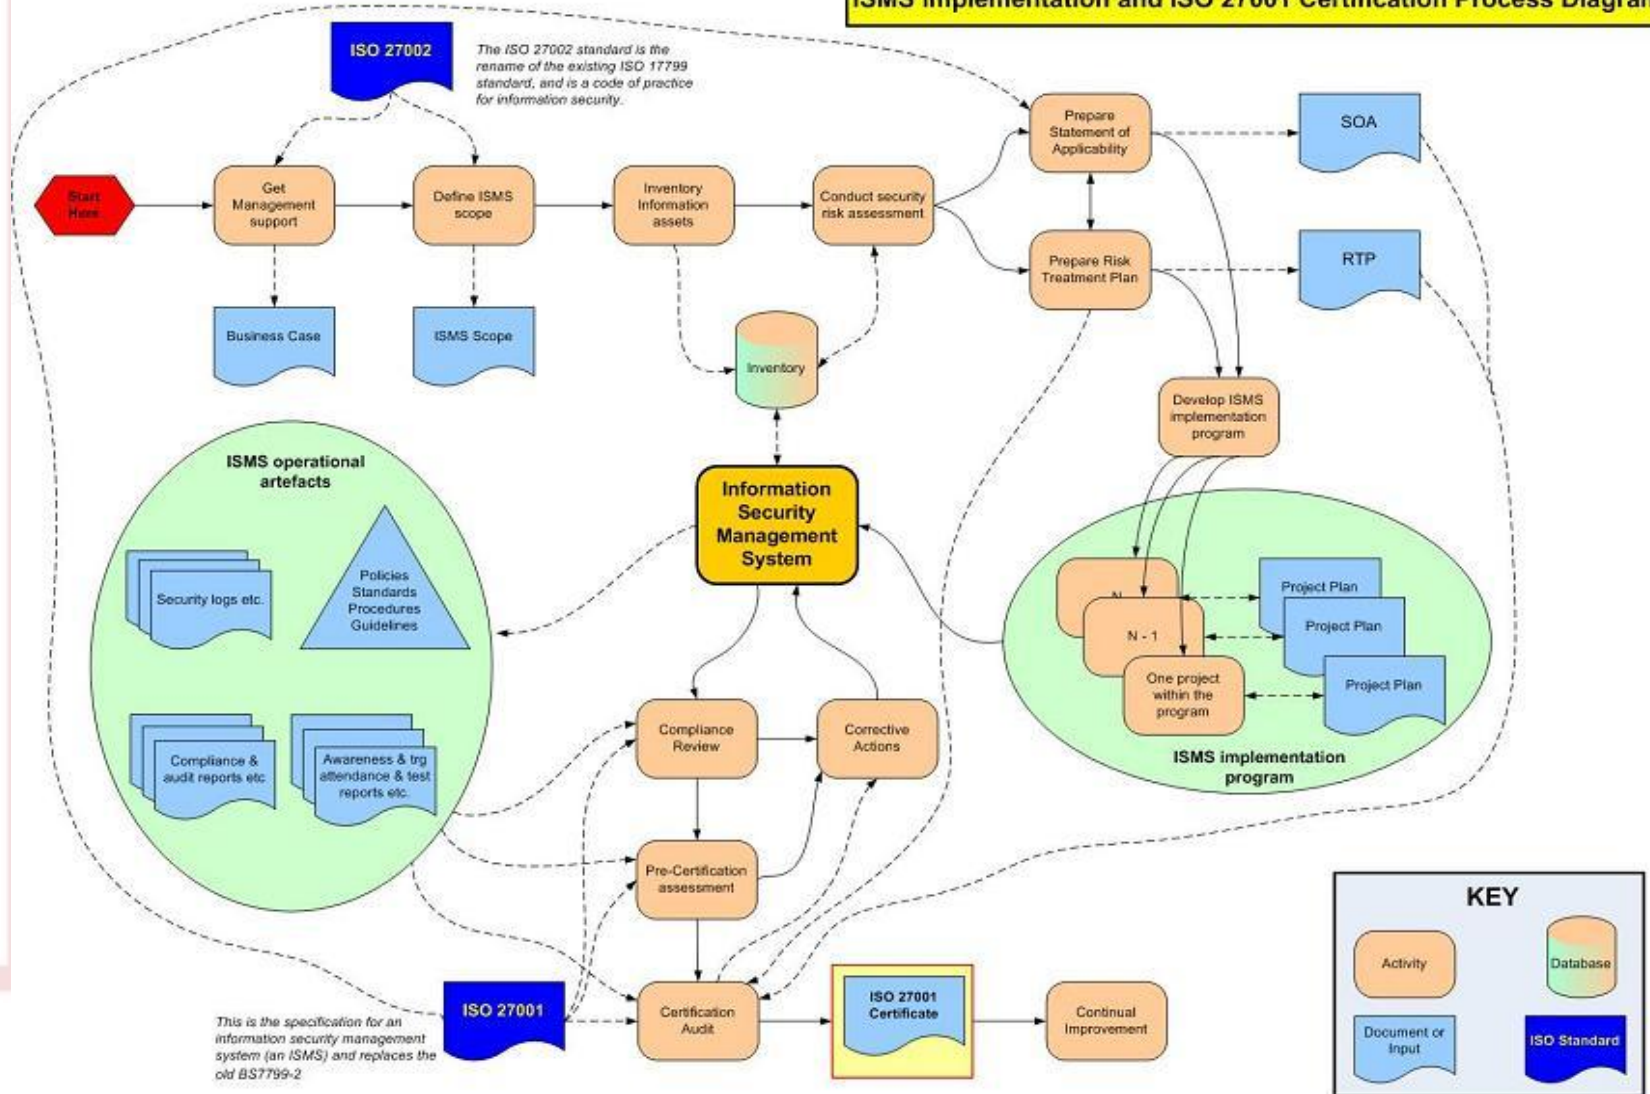 ISMS Implementation and ISO 27001 Certification Process Diagram
ISO 27002
The ISO 27002 standard is the
rename of the existing ISO 17799
standard, and is a code of practice
for information security.
Start
Here
Get
Management
support
Define ISMS
scope
Inventory
Information
assets
Conduct security
risk assessment
Prepare
Statement of
Applicability
SOA
Prepare Risk
Treatment Plan
RTP
Business Case
ISMS Scope
Inventory
Develop ISMS
implementation
program
ISMS operational
artefacts
Security logs etc.
Policies
Standards
Procedures
Guidelines
Compliance &
audit reports etc
Awareness & trg
attendance & test
reports etc.
Information
Security
Management
System
N
N - 1
One project
within the
program
Project Plan
Project Plan
Project Plan
ISMS implementation
program
Compliance
Review
Corrective
Actions
Pre-Certification
assessment
ISO 27001
This is the specification for an
information security management
system (an ISMS) and replaces the
old BS7799-2
Certification
Audit
ISO 27001
Certificate
Continual
Improvement
KEY
Activity
Database
Document or
Input
ISO Standard